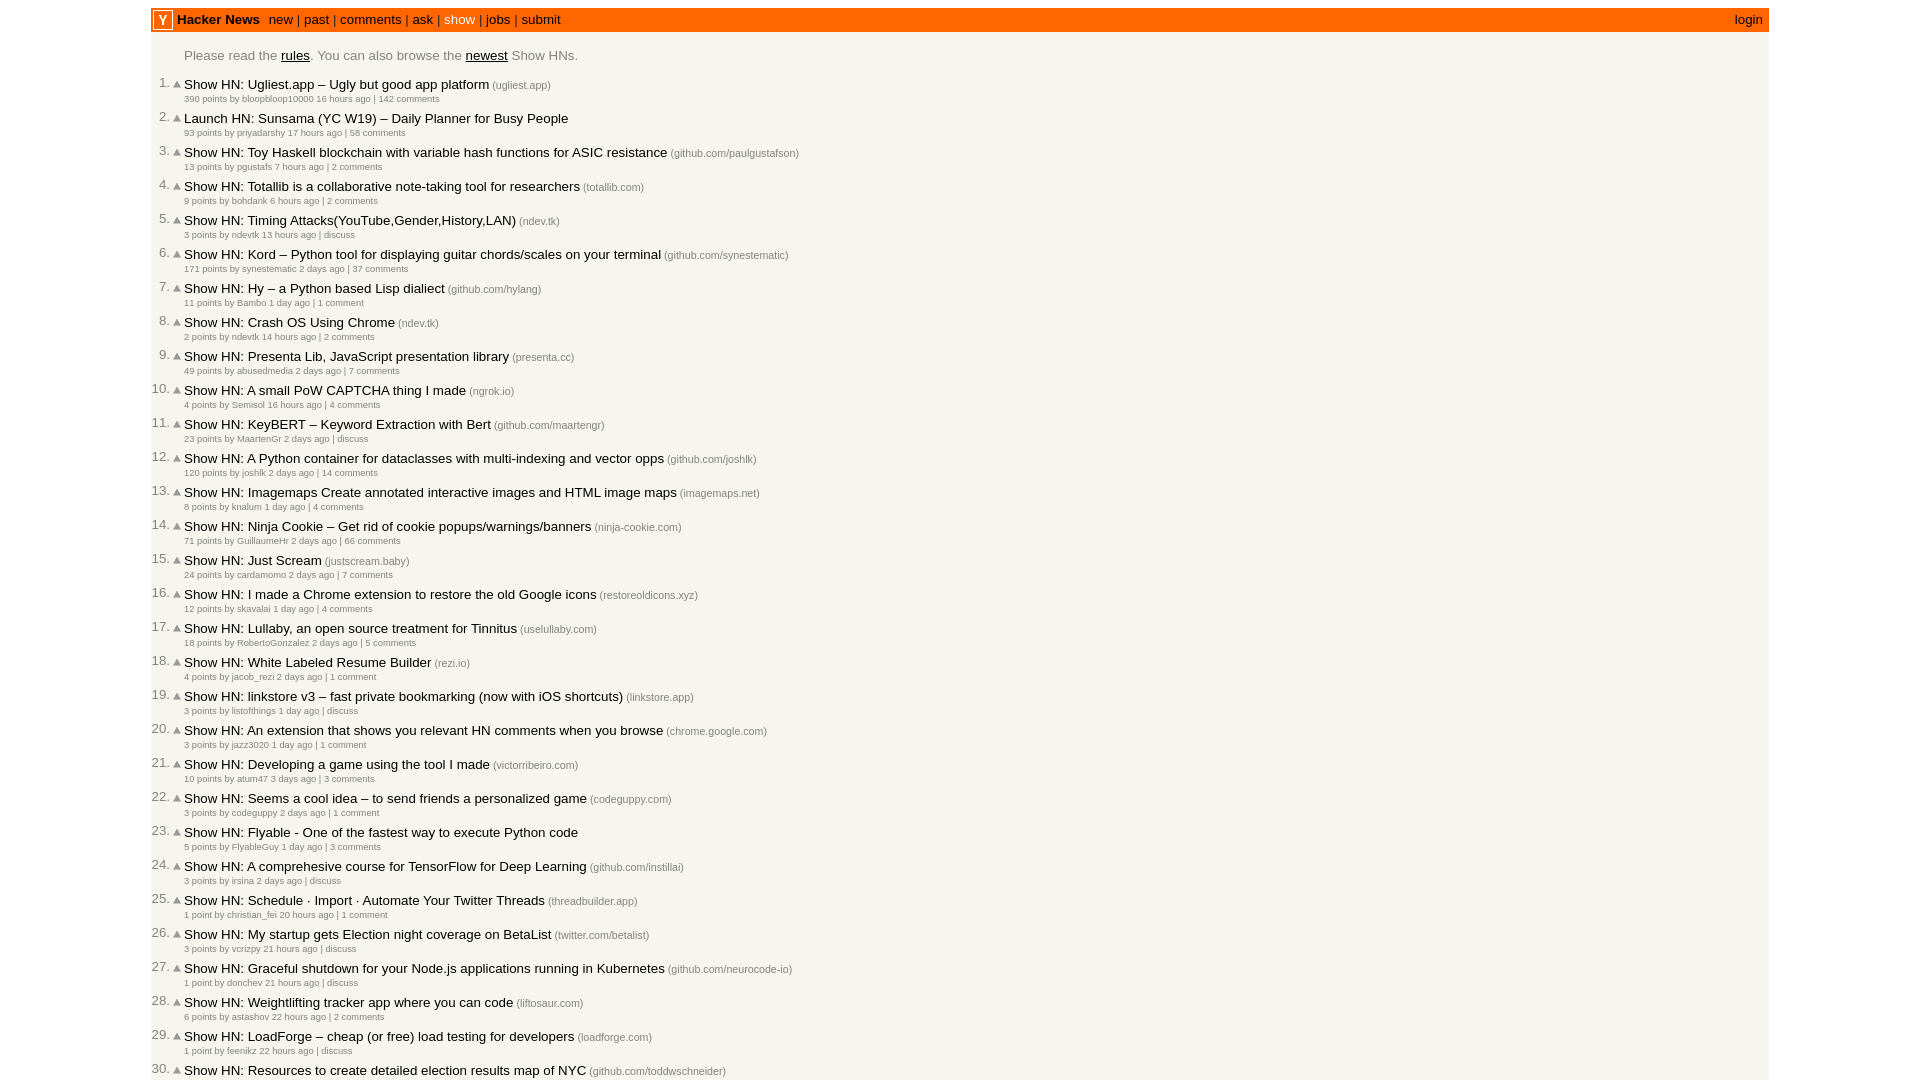 Y Hacker News new | past | comments | ask | show | jobs | submit login
Please read the rules. You can also browse the newest Show HNs.
1. Show HN: Ugliest.app – Ugly but good app platform (ugliest.app)
390 points by bloopbloop10000 16 hours ago | 142 comments
2. Launch HN: Sunsama (YC W19) – Daily Planner for Busy People
93 points by priyadarshy 17 hours ago | 58 comments
3. Show HN: Toy Haskell blockchain with variable hash functions for ASIC resistance (github.com/paulgustafson)
13 points by pgustafs 7 hours ago | 2 comments
4. Show HN: Totallib is a collaborative note-taking tool for researchers (totallib.com)
9 points by bohdank 6 hours ago | 2 comments
5. Show HN: Timing Attacks(YouTube,Gender,History,LAN) (ndev.tk)
3 points by ndevtk 13 hours ago | discuss
6. Show HN: Kord – Python tool for displaying guitar chords/scales on your terminal (github.com/synestematic)
171 points by synestematic 2 days ago | 37 comments
7. Show HN: Hy – a Python based Lisp dialiect (github.com/hylang)
11 points by Bambo 1 day ago | 1 comment
8. Show HN: Crash OS Using Chrome (ndev.tk)
2 points by ndevtk 14 hours ago | 2 comments
9. Show HN: Presenta Lib, JavaScript presentation library (presenta.cc)
49 points by abusedmedia 2 days ago | 7 comments
10. Show HN: A small PoW CAPTCHA thing I made (ngrok.io)
4 points by Semisol 16 hours ago | 4 comments
11. Show HN: KeyBERT – Keyword Extraction with Bert (github.com/maartengr)
23 points by MaartenGr 2 days ago | discuss
12. Show HN: A Python container for dataclasses with multi-indexing and vector opps (github.com/joshlk)
120 points by joshlk 2 days ago | 14 comments
13. Show HN: Imagemaps Create annotated interactive images and HTML image maps (imagemaps.net)
8 points by knalum 1 day ago | 4 comments
14. Show HN: Ninja Cookie – Get rid of cookie popups/warnings/banners (ninja-cookie.com)
71 points by GuillaumeHr 2 days ago | 66 comments
15. Show HN: Just Scream (justscream.baby)
24 points by cardamomo 2 days ago | 7 comments
16. Show HN: I made a Chrome extension to restore the old Google icons (restoreoldicons.xyz)
12 points by skavalai 1 day ago | 4 comments
17. Show HN: Lullaby, an open source treatment for Tinnitus (uselullaby.com)
18 points by RobertoGonzalez 2 days ago | 5 comments
18. Show HN: White Labeled Resume Builder (rezi.io)
4 points by jacob_rezi 2 days ago | 1 comment
19. Show HN: linkstore v3 – fast private bookmarking (now with iOS shortcuts) (linkstore.app)
3 points by listofthings 1 day ago | discuss
20. Show HN: An extension that shows you relevant HN comments when you browse (chrome.google.com)
3 points by jazz3020 1 day ago | 1 comment
21. Show HN: Developing a game using the tool I made (victorribeiro.com)
10 points by atum47 3 days ago | 3 comments
22. Show HN: Seems a cool idea – to send friends a personalized game (codeguppy.com)
3 points by codeguppy 2 days ago | 1 comment
23. Show HN: Flyable - One of the fastest way to execute Python code
5 points by FlyableGuy 1 day ago | 3 comments
24. Show HN: A comprehesive course for TensorFlow for Deep Learning (github.com/instillai)
3 points by irsina 2 days ago | discuss
25. Show HN: Schedule · Import · Automate Your Twitter Threads (threadbuilder.app)
1 point by christian_fei 20 hours ago | 1 comment
26. Show HN: My startup gets Election night coverage on BetaList (twitter.com/betalist)
3 points by vcrizpy 21 hours ago | discuss
27. Show HN: Graceful shutdown for your Node.js applications running in Kubernetes (github.com/neurocode-io)
1 point by donchev 21 hours ago | discuss
28. Show HN: Weightlifting tracker app where you can code (liftosaur.com)
6 points by astashov 22 hours ago | 2 comments
29. Show HN: LoadForge – cheap (or free) load testing for developers (loadforge.com)
1 point by feenikz 22 hours ago | discuss
30. Show HN: Resources to create detailed election results map of NYC (github.com/toddwschneider)